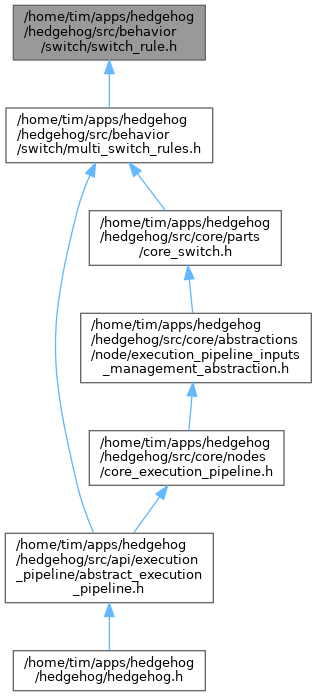 /home/tim/apps/hedgehog
/hedgehog/src/behavior
/switch/switch_rule.h
/home/tim/apps/hedgehog
/hedgehog/src/behavior
/switch/multi_switch_rules.h
/home/tim/apps/hedgehog
/hedgehog/src/core/parts
/core_switch.h
/home/tim/apps/hedgehog
/hedgehog/src/core/abstractions
/node/execution_pipeline_inputs
_management_abstraction.h
/home/tim/apps/hedgehog
/hedgehog/src/core/nodes
/core_execution_pipeline.h
/home/tim/apps/hedgehog
/hedgehog/src/api/execution
_pipeline/abstract_execution
_pipeline.h
/home/tim/apps/hedgehog
/hedgehog/hedgehog.h